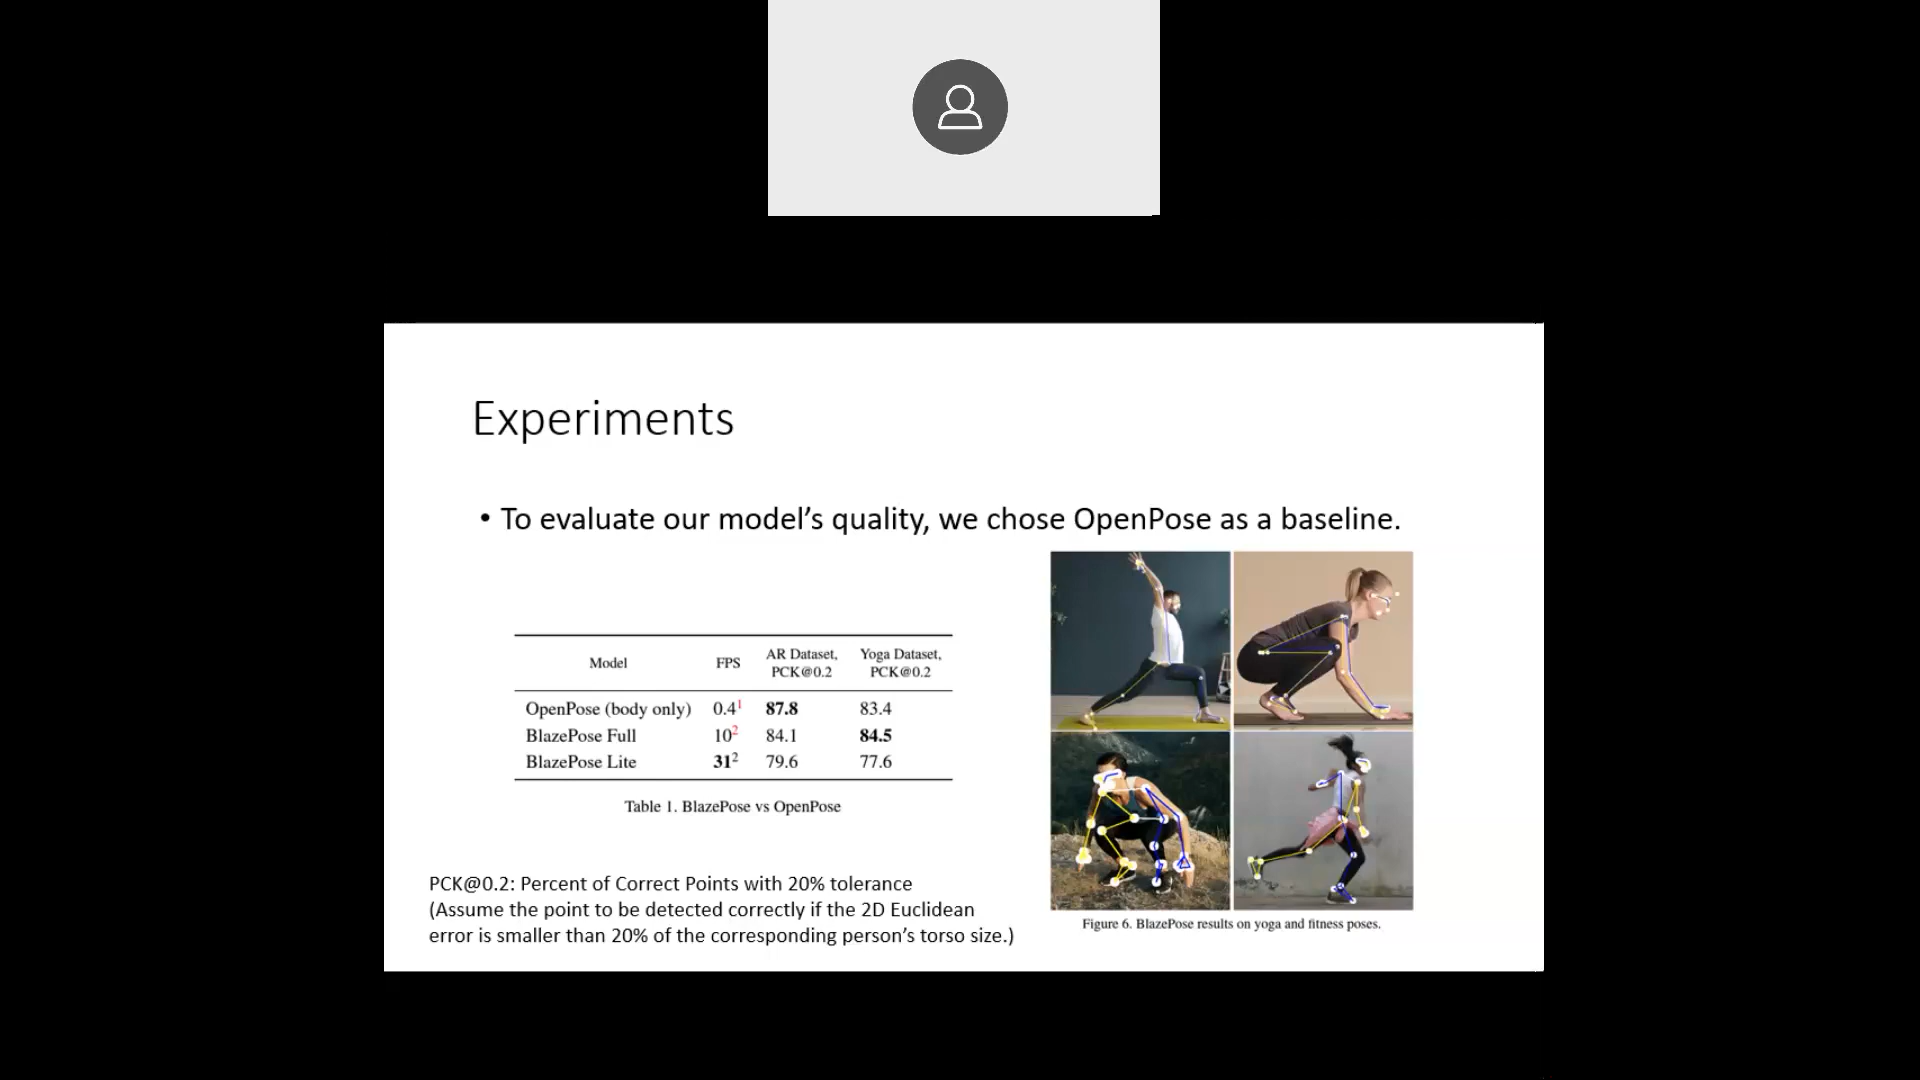 Experiments
• To evaluate our model’s quality, we chose OpenPose as a baseline.
Model FPS AR Dataset, PCK@0.2 Yoga Dataset, PCK@0.2
OpenPose (body only) 0.4¹ 87.8 83.4
BlazePose Full 10² 84.1 84.5
BlazePose Lite 31² 79.6 77.6
Table 1. BlazePose vs OpenPose
PCK@0.2: Percent of Correct Points with 20% tolerance
(Assume the point to be detected correctly if the 2D Euclidean
error is smaller than 20% of the corresponding person’s torso size.)
Figure 6. BlazePose results on yoga and fitness poses.